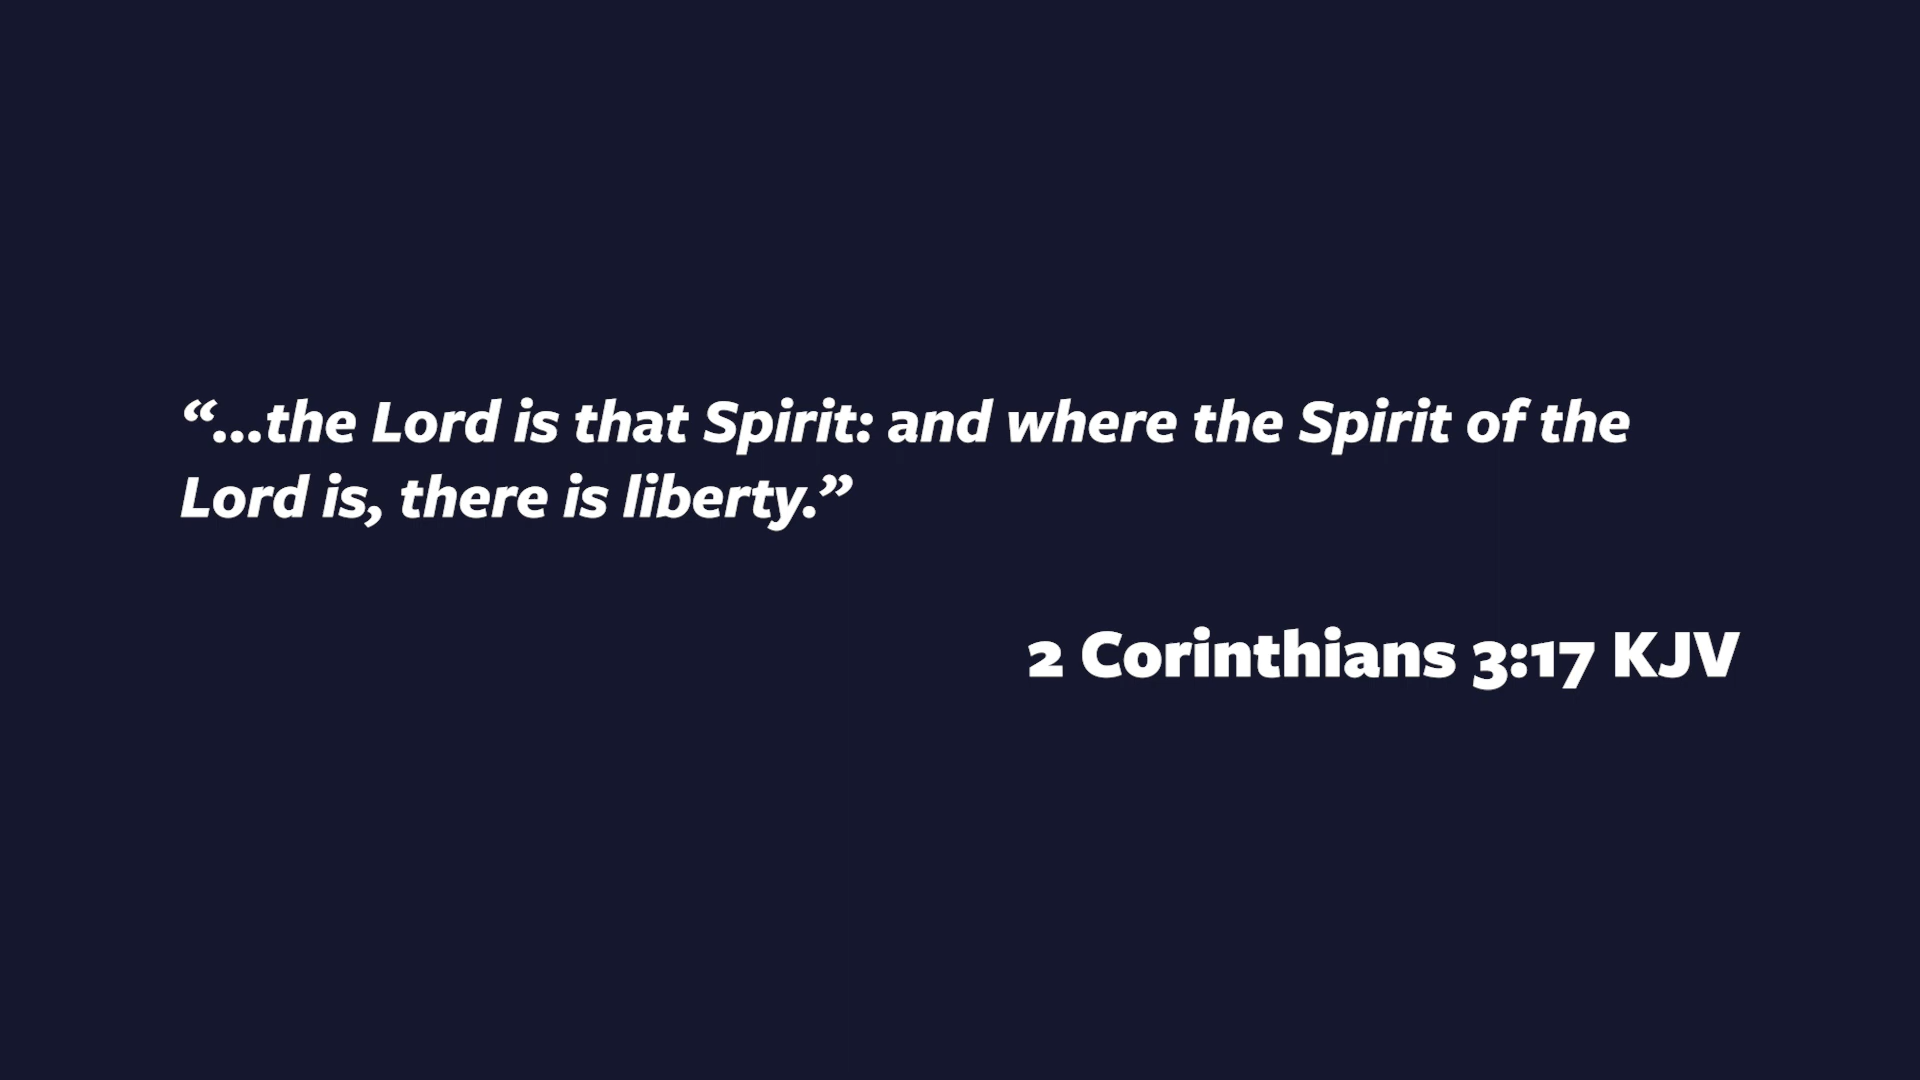 “...the Lord is that Spirit: and where the Spirit of the
Lord is, there is liberty.”
2 Corinthians 3:17 KJV